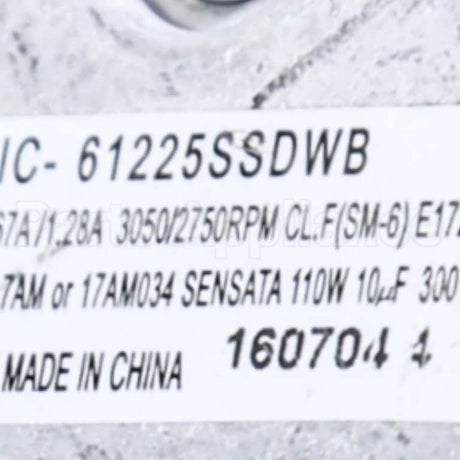 IC- 61225SSDWB
67A/1.28A 3050/2750RPM CL.F(SM-6) E17
7AM or 17AM034 SENSATA 110W 10µF 300
MADE IN CHINA 160704 4